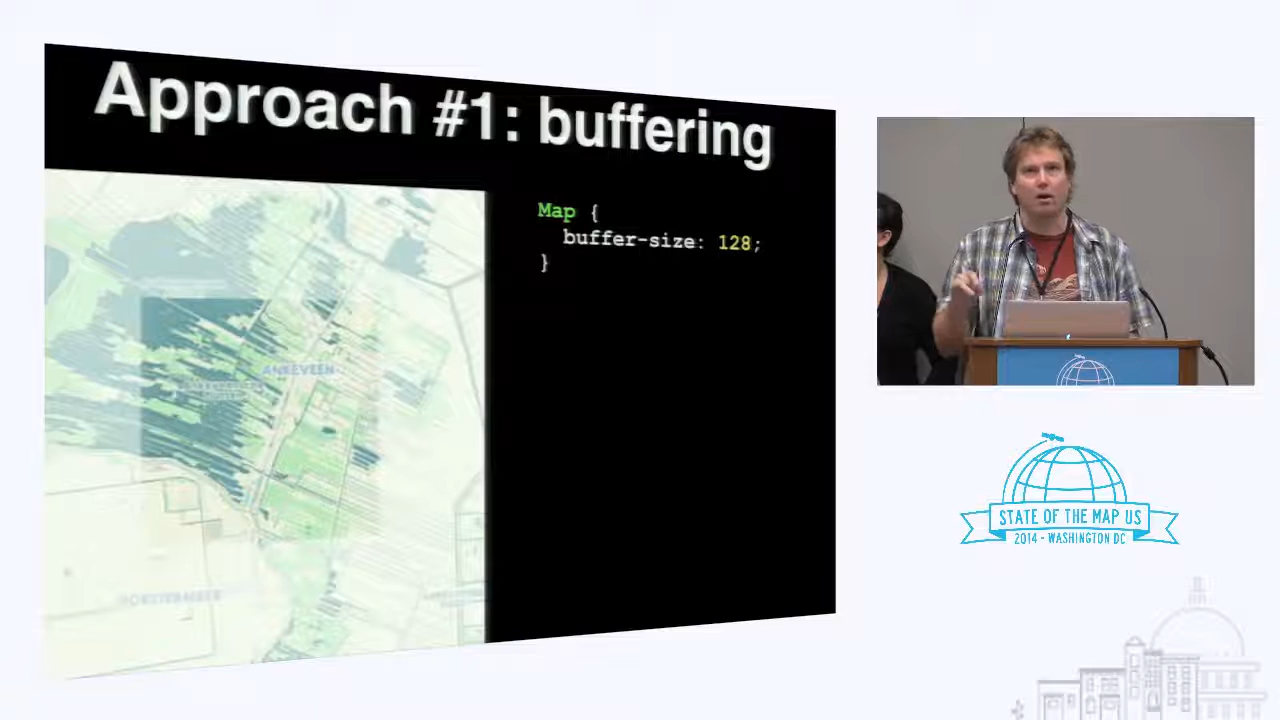 Approach #1: buffering
Map {
buffer-size: 128;
}
ANKEVEEN
STATE OF THE MAP US
2014 - WASHINGTON DC